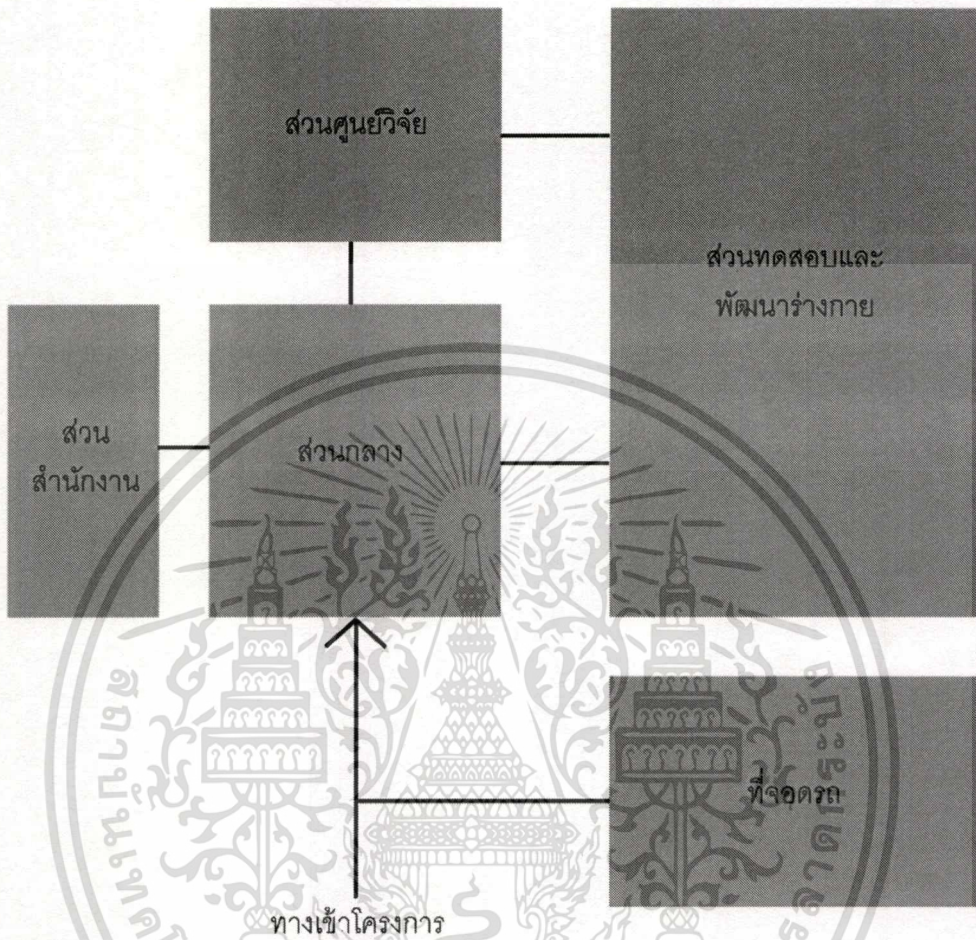 ส่วนศูนย์วิจัย
ส่วนทดสอบและ
พัฒนาร่างกาย
ส่วน
สำนักงาน
ส่วนกลาง
ที่จอดรถ
ทางเข้าโครงการ